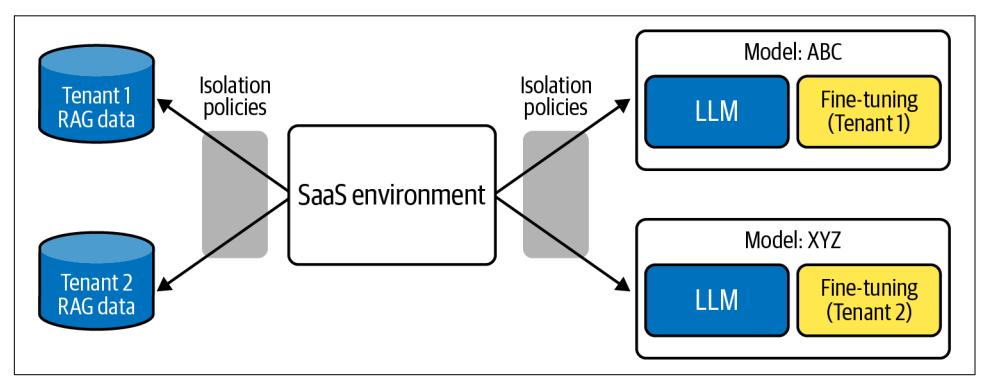 Tenant 1
RAG data
Isolation
policies
Tenant 2
RAG data
SaaS environment
Isolation
policies
Model: ABC
LLM
Fine-tuning
(Tenant 1)
Model: XYZ
LLM
Fine-tuning
(Tenant 2)